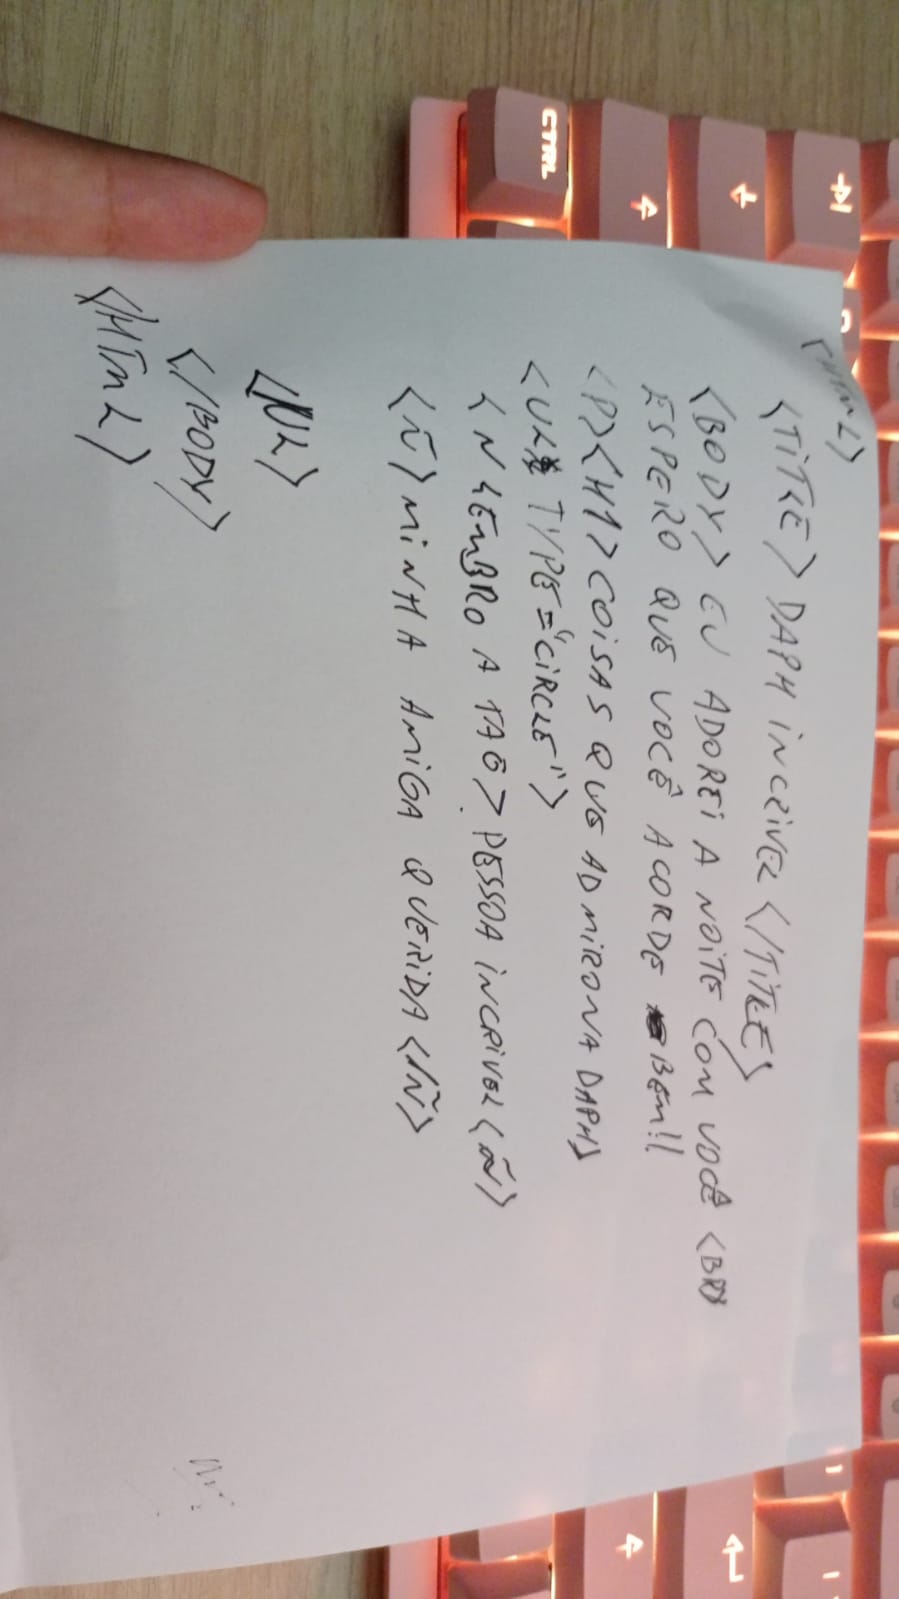 <HTML>
<TITLE> DAPH INCRIVEL </TITLE>
<BODY> EU ADOREI A NOITE COM VOCÊ <BR>
ESPERO QUE VOCÊ ACORDE BEM!!
<P><H1> COISAS QUE ADMIRO NA DAPH>
<UL TYPE="CIRCLE">
<Ñ LEMBRO A TAG> PESSOA INCRIVEL <Ñ>
<Ñ> MINHA AMIGA QUERIDA </Ñ>
</UL>
</BODY>
</HTML>
CTRL